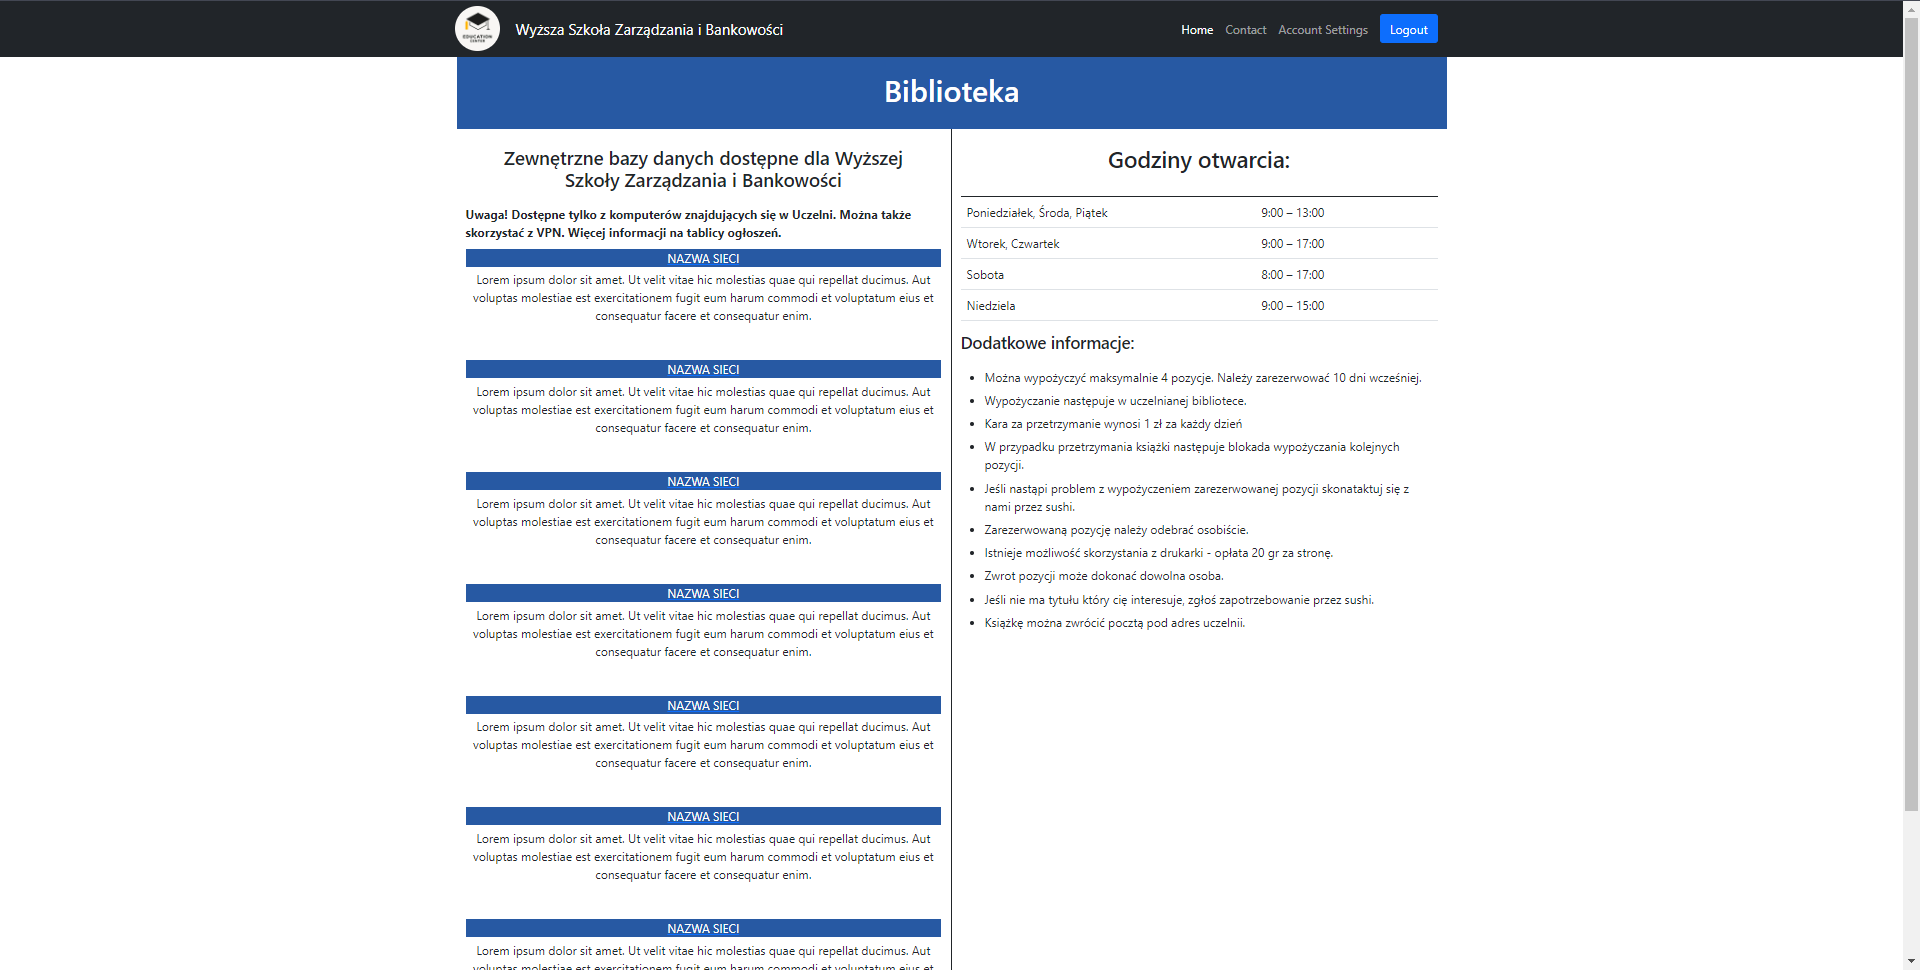 EDUCATION
CENTER
Wyższa Szkoła Zarządzania i Bankowości
Home
Contact
Account Settings
Logout
Biblioteka
Zewnętrzne bazy danych dostępne dla Wyższej
Szkoły Zarządzania i Bankowości
Uwaga! Dostępne tylko z komputerów znajdujących się w Uczelni. Można także
skorzystać z VPN. Więcej informacji na tablicy ogłoszeń.
NAZWA SIECI
Lorem ipsum dolor sit amet. Ut velit vitae hic molestias quae qui repellat ducimus. Aut
voluptas molestiae est exercitationem fugit eum harum commodi et voluptatum eius et
consequatur facere et consequatur enim.
NAZWA SIECI
Lorem ipsum dolor sit amet. Ut velit vitae hic molestias quae qui repellat ducimus. Aut
voluptas molestiae est exercitationem fugit eum harum commodi et voluptatum eius et
consequatur facere et consequatur enim.
NAZWA SIECI
Lorem ipsum dolor sit amet. Ut velit vitae hic molestias quae qui repellat ducimus. Aut
voluptas molestiae est exercitationem fugit eum harum commodi et voluptatum eius et
consequatur facere et consequatur enim.
NAZWA SIECI
Lorem ipsum dolor sit amet. Ut velit vitae hic molestias quae qui repellat ducimus. Aut
voluptas molestiae est exercitationem fugit eum harum commodi et voluptatum eius et
consequatur facere et consequatur enim.
NAZWA SIECI
Lorem ipsum dolor sit amet. Ut velit vitae hic molestias quae qui repellat ducimus. Aut
voluptas molestiae est exercitationem fugit eum harum commodi et voluptatum eius et
consequatur facere et consequatur enim.
NAZWA SIECI
Lorem ipsum dolor sit amet. Ut velit vitae hic molestias quae qui repellat ducimus. Aut
voluptas molestiae est exercitationem fugit eum harum commodi et voluptatum eius et
consequatur facere et consequatur enim.
NAZWA SIECI
Lorem ipsum dolor sit amet. Ut velit vitae hic molestias quae qui repellat ducimus. Aut
voluptas molestiae est exercitationem fugit eum harum commodi et voluptatum eius et
Godziny otwarcia:
Poniedziałek, Środa, Piątek 9:00 – 13:00
Wtorek, Czwartek 9:00 – 17:00
Sobota 8:00 – 17:00
Niedziela 9:00 – 15:00
Dodatkowe informacje:
• Można wypożyczyć maksymalnie 4 pozycje. Należy zarezerwować 10 dni wcześniej.
• Wypożyczanie następuje w uczelnianej bibliotece.
• Kara za przetrzymanie wynosi 1 zł za każdy dzień
• W przypadku przetrzymania książki następuje blokada wypożyczania kolejnych
pozycji.
• Jeśli nastąpi problem z wypożyczeniem zarezerwowanej pozycji skonataktuj się z
nami przez sushi.
• Zarezerwowaną pozycję należy odebrać osobiście.
• Istnieje możliwość skorzystania z drukarki - opłata 20 gr za stronę.
• Zwrot pozycji może dokonać dowolna osoba.
• Jeśli nie ma tytułu który cię interesuje, zgłoś zapotrzebowanie przez sushi.
• Książkę można zwrócić pocztą pod adres uczelnii.